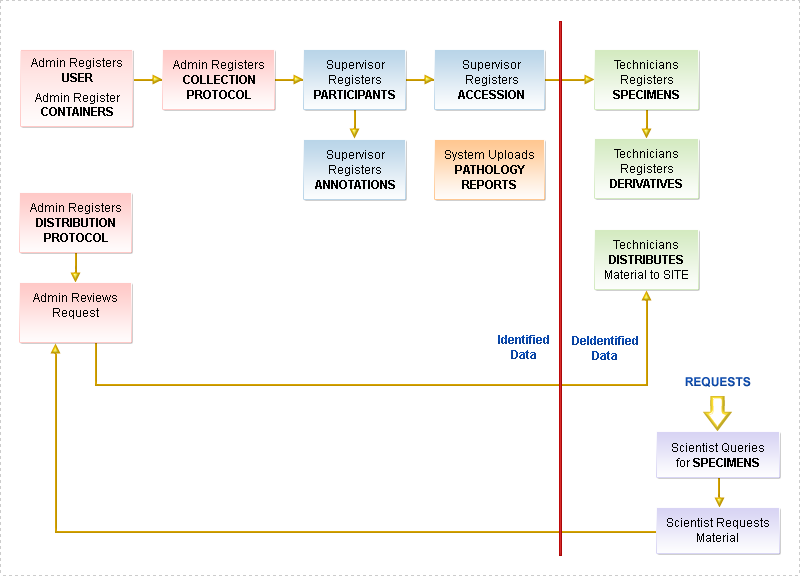 Admin Registers
USER
Admin Register
CONTAINERS
Admin Registers
COLLECTION
PROTOCOL
Supervisor
Registers
PARTICIPANTS
Supervisor
Registers
ACCESSION
Technicians
Registers
SPECIMENS
Supervisor
Registers
ANNOTATIONS
System Uploads
PATHOLOGY
REPORTS
Technicians
Registers
DERIVATIVES
Admin Registers
DISTRIBUTION
PROTOCOL
Technicians
DISTRIBUTES
Material to SITE
Admin Reviews
Request
Identified
Data
DeIdentified
Data
REQUESTS
Scientist Queries
for SPECIMENS
Scientist Requests
Material